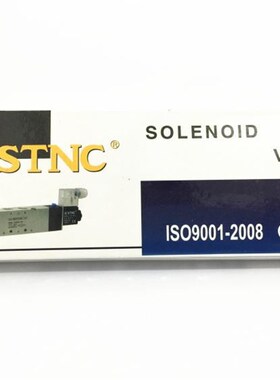 STNC®
SOLENOID
V
ISO9001-2008